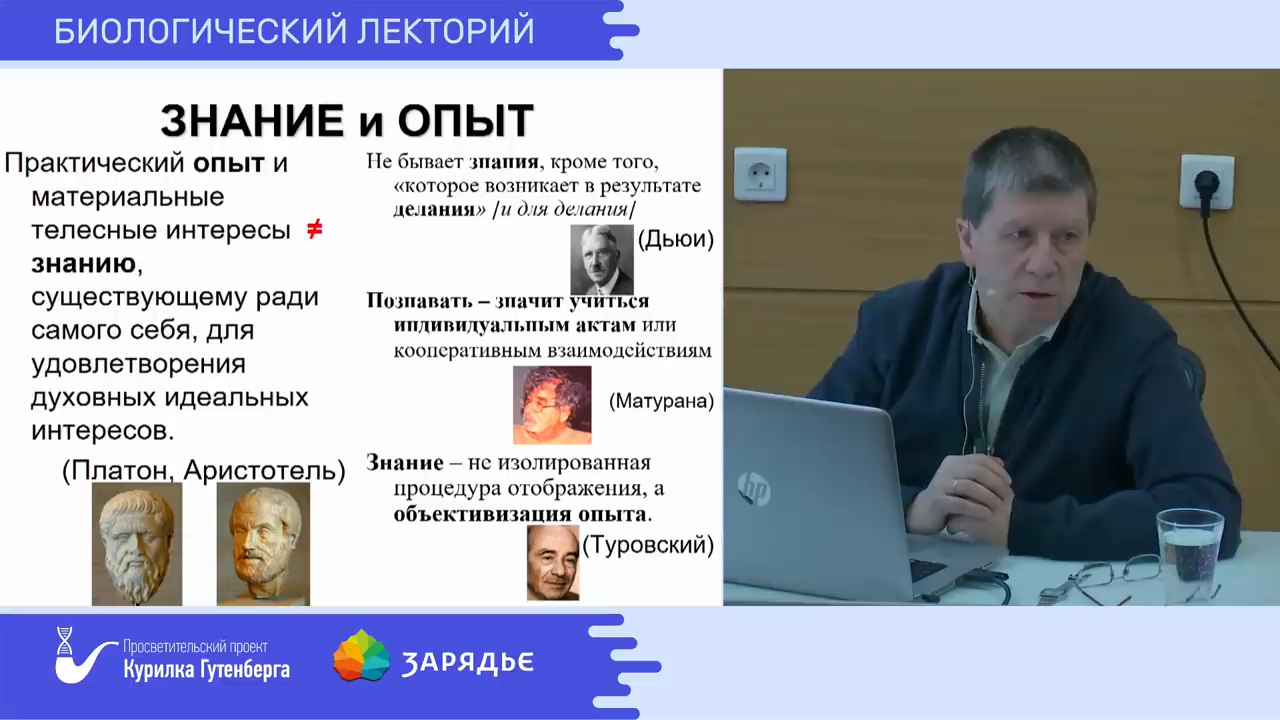 БИОЛОГИЧЕСКИЙ ЛЕКТОРИЙ
ЗНАНИЕ и ОПЫТ
Практический опыт и
материальные
телесные интересы ≠
знанию,
существующему ради
самого себя, для
удовлетворения
духовных идеальных
интересов.
(Платон, Аристотель)
Не бывает знания, кроме того,
«которое возникает в результате
делания» /и для делания/
(Дьюи)
Познавать – значит учиться
индивидуальным актам или
кооперативным взаимодействиям
(Матурана)
Знание – не изолированная
процедура отображения, а
объективизация опыта.
(Туровский)
hp
Просветительский проект
Курилка Гутенберга
ЗАРЯДЬЕ